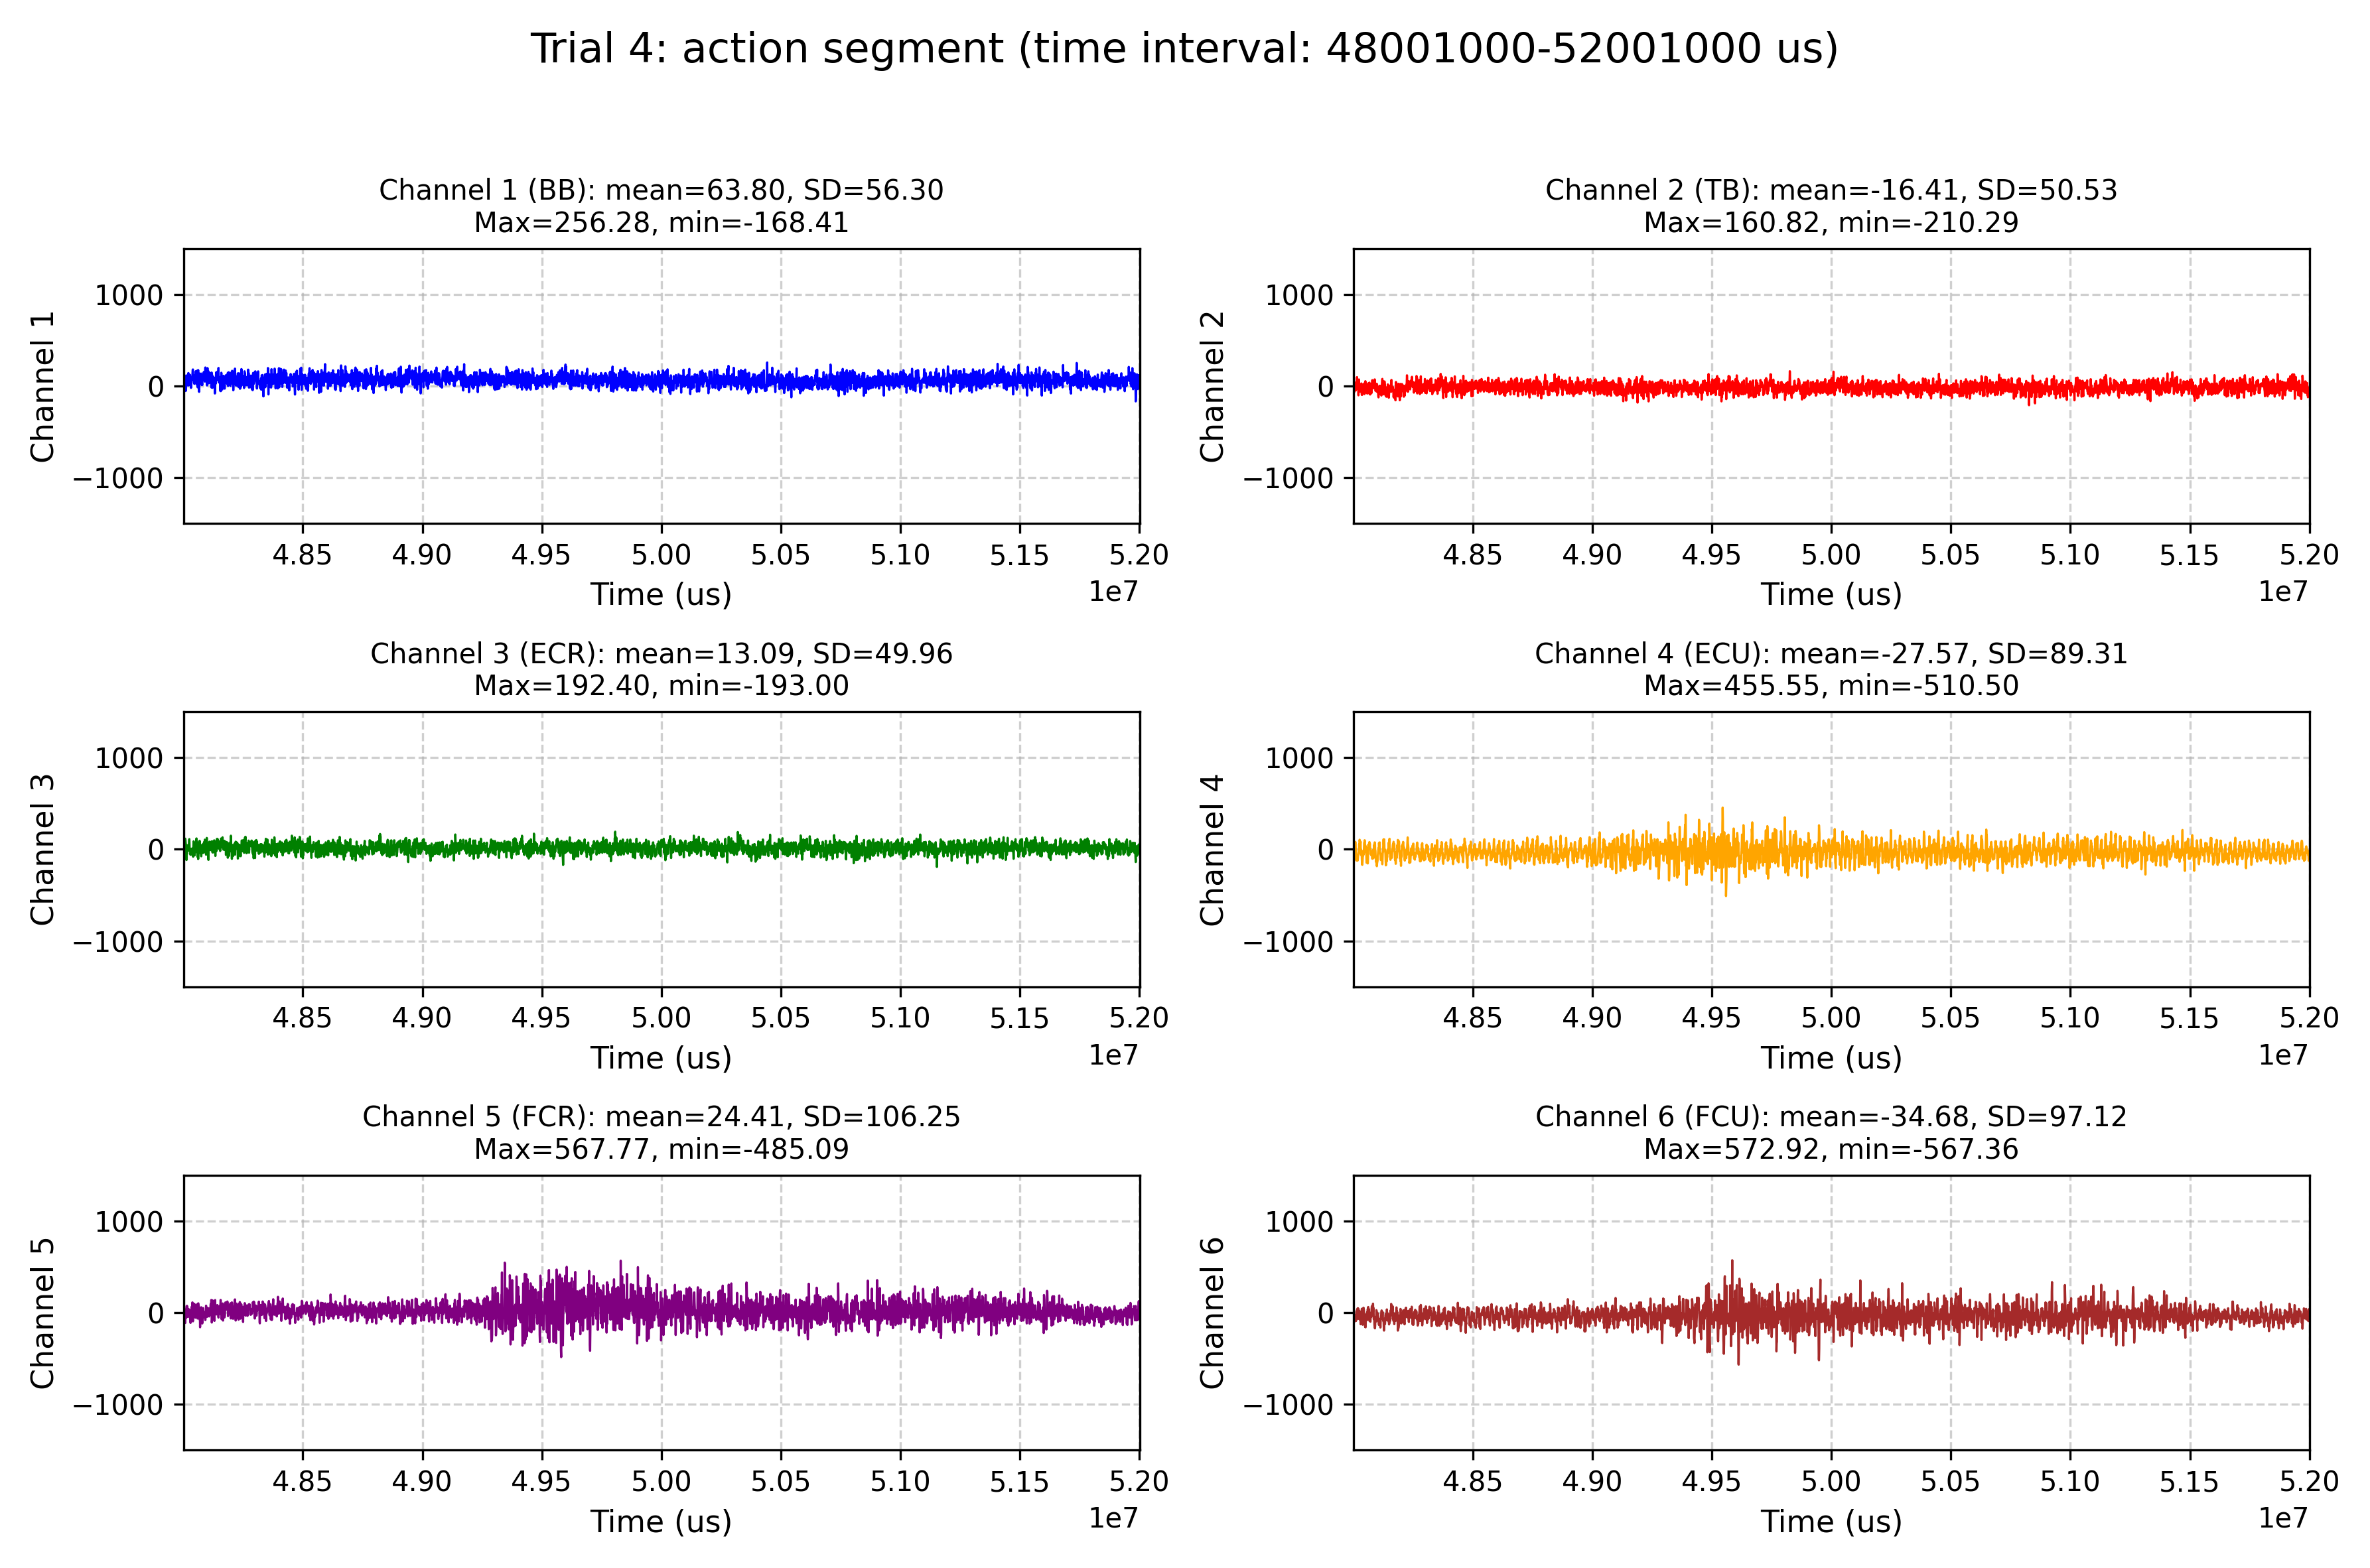 Trial 4: action segment (time interval: 48001000-52001000 us)
Channel 1 (BB): mean=63.80, SD=56.30
Max=256.28, min=-168.41
Channel 1
1000
0
−1000
4.85 4.90 4.95 5.00 5.05 5.10 5.15 5.20
Time (us)
1e7
Channel 2 (TB): mean=-16.41, SD=50.53
Max=160.82, min=-210.29
Channel 2
1000
0
−1000
4.85 4.90 4.95 5.00 5.05 5.10 5.15 5.20
Time (us)
1e7
Channel 3 (ECR): mean=13.09, SD=49.96
Max=192.40, min=-193.00
Channel 3
1000
0
−1000
4.85 4.90 4.95 5.00 5.05 5.10 5.15 5.20
Time (us)
1e7
Channel 4 (ECU): mean=-27.57, SD=89.31
Max=455.55, min=-510.50
Channel 4
1000
0
−1000
4.85 4.90 4.95 5.00 5.05 5.10 5.15 5.20
Time (us)
1e7
Channel 5 (FCR): mean=24.41, SD=106.25
Max=567.77, min=-485.09
Channel 5
1000
0
−1000
4.85 4.90 4.95 5.00 5.05 5.10 5.15 5.20
Time (us)
1e7
Channel 6 (FCU): mean=-34.68, SD=97.12
Max=572.92, min=-567.36
Channel 6
1000
0
−1000
4.85 4.90 4.95 5.00 5.05 5.10 5.15 5.20
Time (us)
1e7